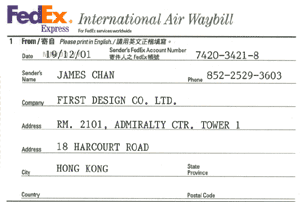 FedEx International Air Waybill
Express For FedEx services worldwide
1 From / 寄自 Please print in English / 請用英文正楷填寫。
Date 19/12/01 Sender's FedEx Account Number 寄件人之 FedEx 帳號 7420-3421-8
Sender's Name JAMES CHAN Phone 852-2529-3603
Company FIRST DESIGN CO. LTD.
Address RM. 2101, ADMIRALTY CTR. TOWER 1
Address 18 HARCOURT ROAD
City HONG KONG State Province
Country Postal Code